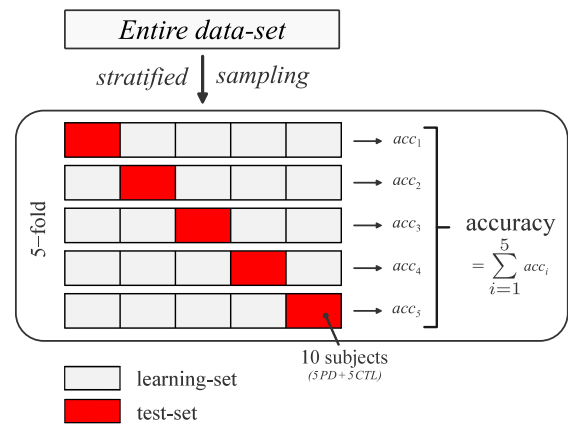 Entire data-set
stratified sampling
5-fold
acc1
acc2
acc3
acc4
acc5
accuracy
= 5∑i=1 acci
10 subjects
(5 PD + 5 CTL)
learning-set
test-set